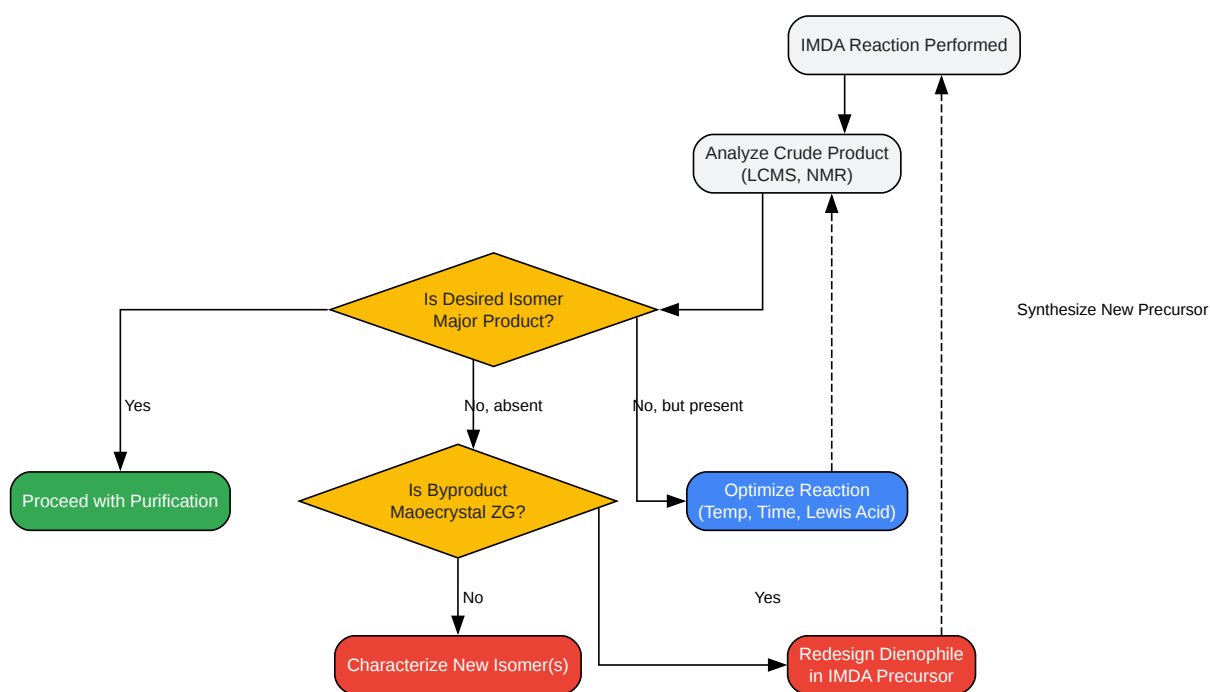 IMDA Reaction Performed
Analyze Crude Product
(LCMS, NMR)
Is Desired Isomer
Major Product?
Synthesize New Precursor
Yes
No, absent
No, but present
Proceed with Purification
Is Byproduct
Maoecrystal ZG?
Optimize Reaction
(Temp, Time, Lewis Acid)
No
Yes
Characterize New Isomer(s)
Redesign Dienophile
in IMDA Precursor